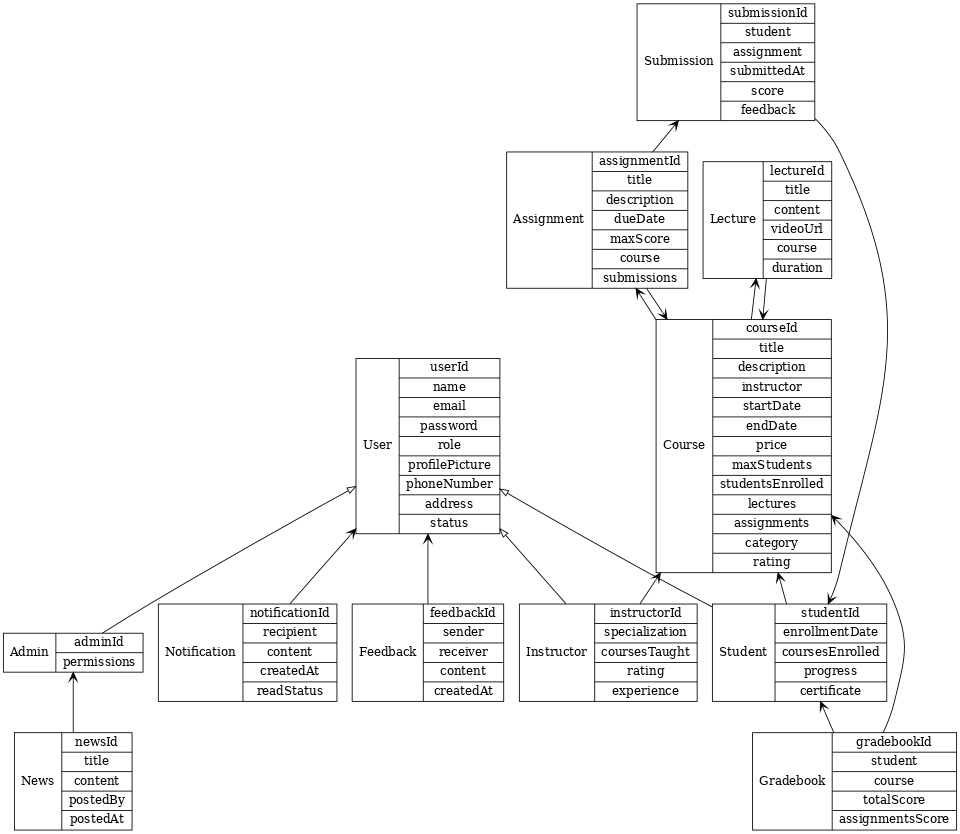 Submission
submissionId
student
assignment
submittedAt
score
feedback
Assignment
assignmentId
title
description
dueDate
maxScore
course
submissions
Lecture
lectureId
title
content
videoUrl
course
duration
User
userId
name
email
password
role
profilePicture
phoneNumber
address
status
Course
courseId
title
description
instructor
startDate
endDate
price
maxStudents
studentsEnrolled
lectures
assignments
category
rating
Admin
adminId
permissions
Notification
notificationId
recipient
content
createdAt
readStatus
Feedback
feedbackId
sender
receiver
content
createdAt
Instructor
instructorId
specialization
coursesTaught
rating
experience
Student
studentId
enrollmentDate
coursesEnrolled
progress
certificate
News
newsId
title
content
postedBy
postedAt
Gradebook
gradebookId
student
course
totalScore
assignmentsScore